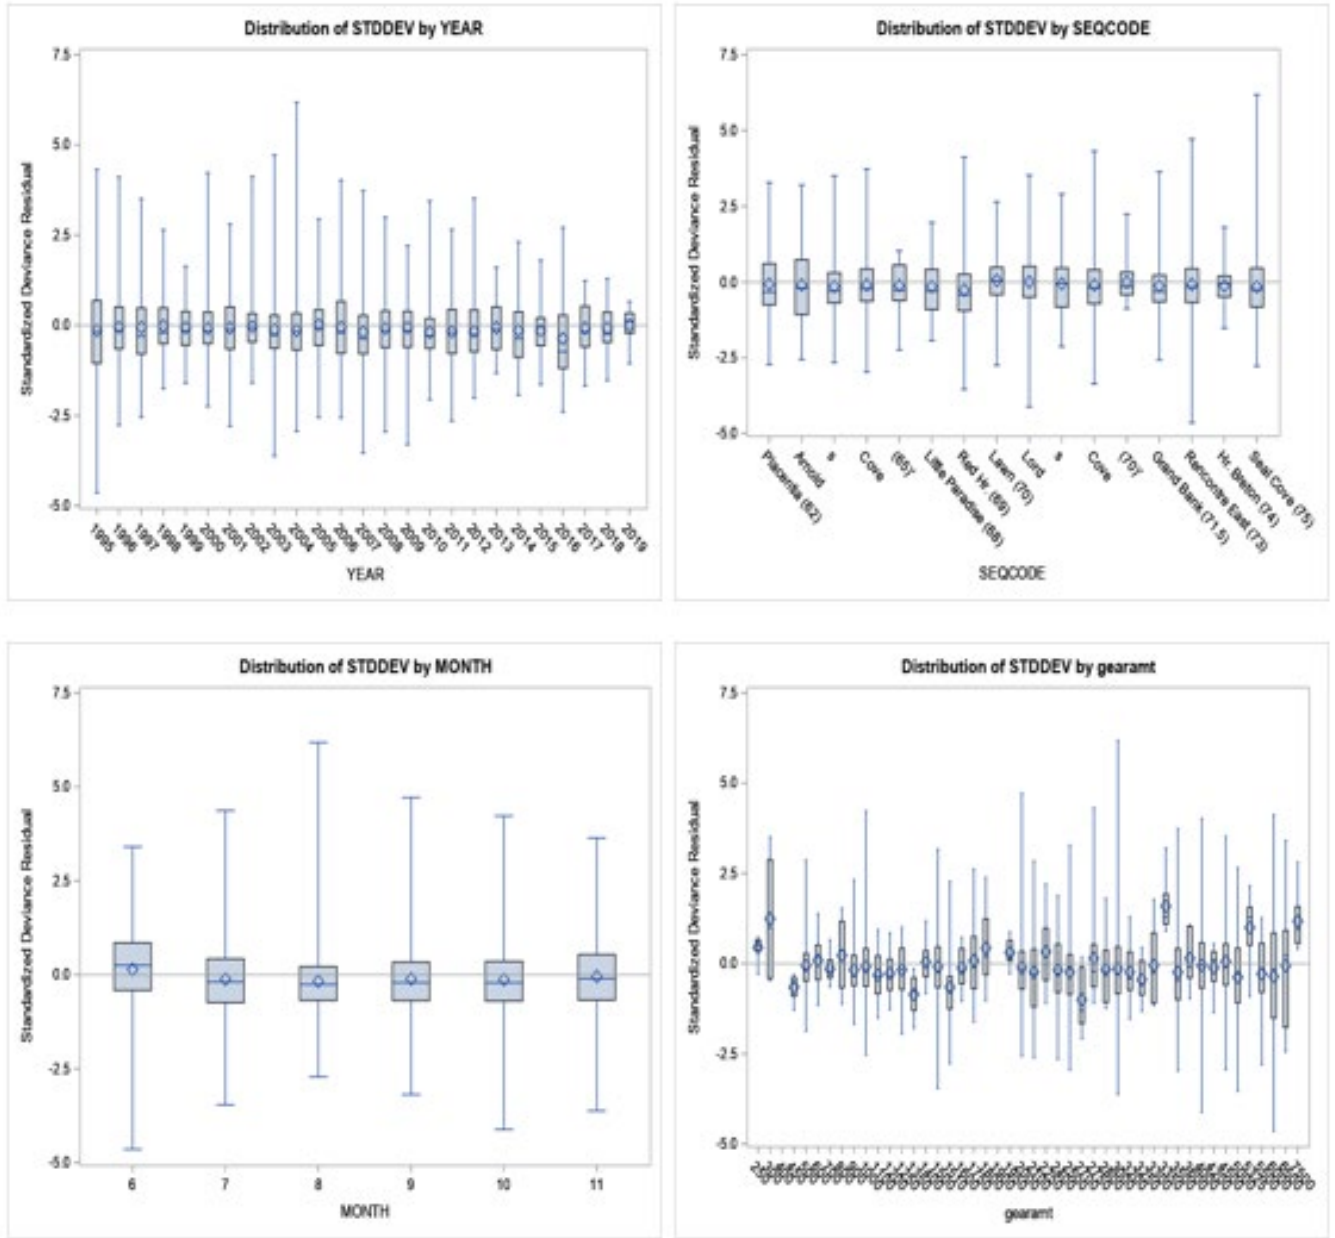 Distribution of STDDEV by YEAR
Standardized Deviance Residual
7.5
5.0
2.5
0.0
-2.5
-5.0
1995 1996 1997 1998 1999 2000 2001 2002 2003 2004 2005 2006 2007 2008 2009 2010 2011 2012 2013 2014 2015 2016 2017 2018 2019
YEAR
Distribution of STDDEV by SEQCODE
Standardized Deviance Residual
7.5
5.0
2.5
0.0
-2.5
-5.0
Placentia (62)
Arnold
s
Cove
(65)'
Little Paradise (68)
Red Hr. (69)
Lawn (70)
Lord
s
Cove
(70)'
Grand Bank (71.5)
Rencontre East (73)
Hr. Breton (74)
Seal Cove (75)
SEQCODE
Distribution of STDDEV by MONTH
Standardized Deviance Residual
7.5
5.0
2.5
0.0
-2.5
-5.0
6 7 8 9 10 11
MONTH
Distribution of STDDEV by gearamt
Standardized Deviance Residual
7.5
5.0
2.5
0.0
-2.5
-5.0
gearamt